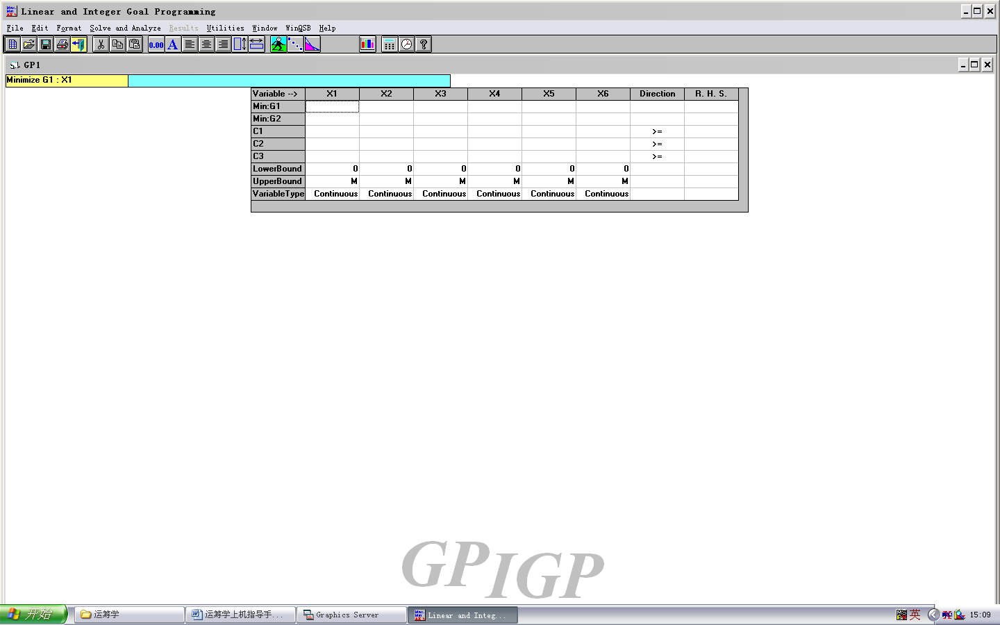 Linear and Integer Goal Programming
File Edit Format Solve and Analyze Results Utilities Window WinQSB Help
0.00 A
GP1
Minimize G1 : X1
Variable --> X1 X2 X3 X4 X5 X6 Direction R. H. S.
Min:G1
Min:G2
C1 >=
C2 >=
C3 >=
LowerBound 0 0 0 0 0 0
UpperBound M M M M M M
VariableType Continuous Continuous Continuous Continuous Continuous Continuous
GPIGP
开始 运筹学 运筹学上机指导手... Graphics Server Linear and Integ... 英 15:09